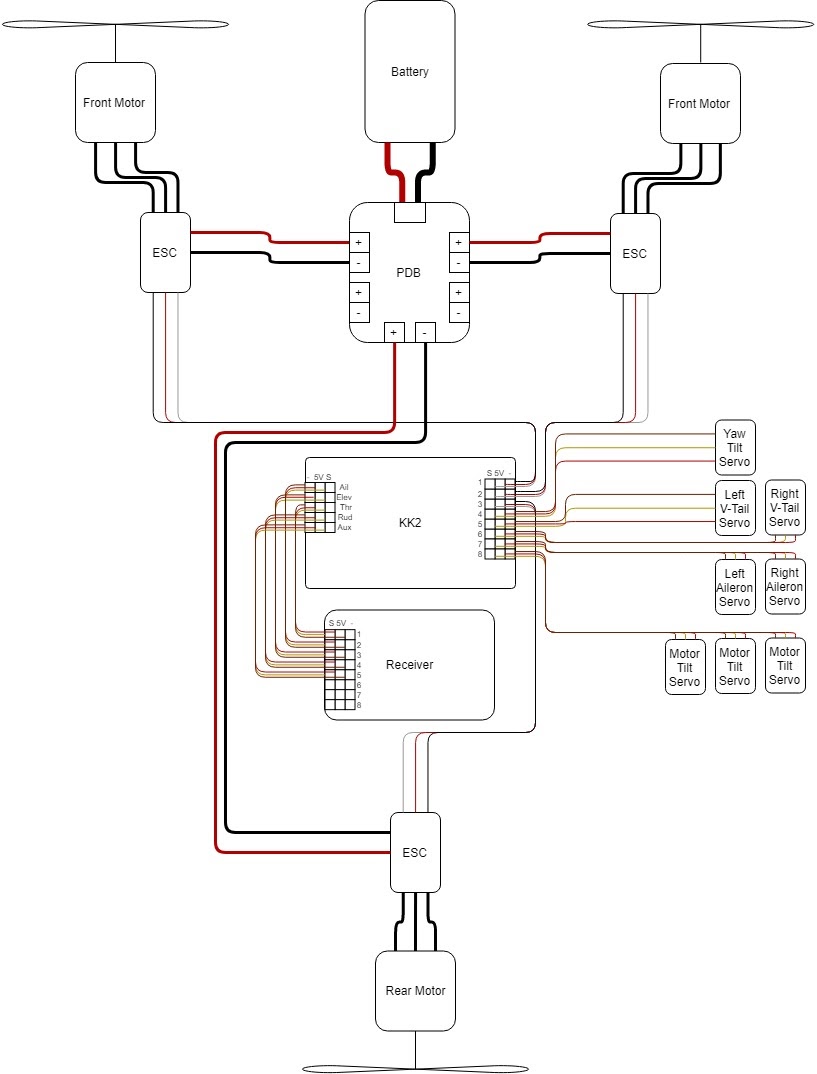 Battery
Front Motor
Front Motor
ESC
+
-
+
-
PDB
+
-
+
-
+
-
ESC
Yaw
Tilt
Servo
- 5V S
Ail
Elev
Thr
Rud
Aux
KK2
S 5V -
1
2
3
4
5
6
7
8
Left
V-Tail
Servo
Right
V-Tail
Servo
Left
Aileron
Servo
Right
Aileron
Servo
S 5V -
1
2
3
4
5
6
7
8
Receiver
Motor
Tilt
Servo
Motor
Tilt
Servo
Motor
Tilt
Servo
ESC
Rear Motor